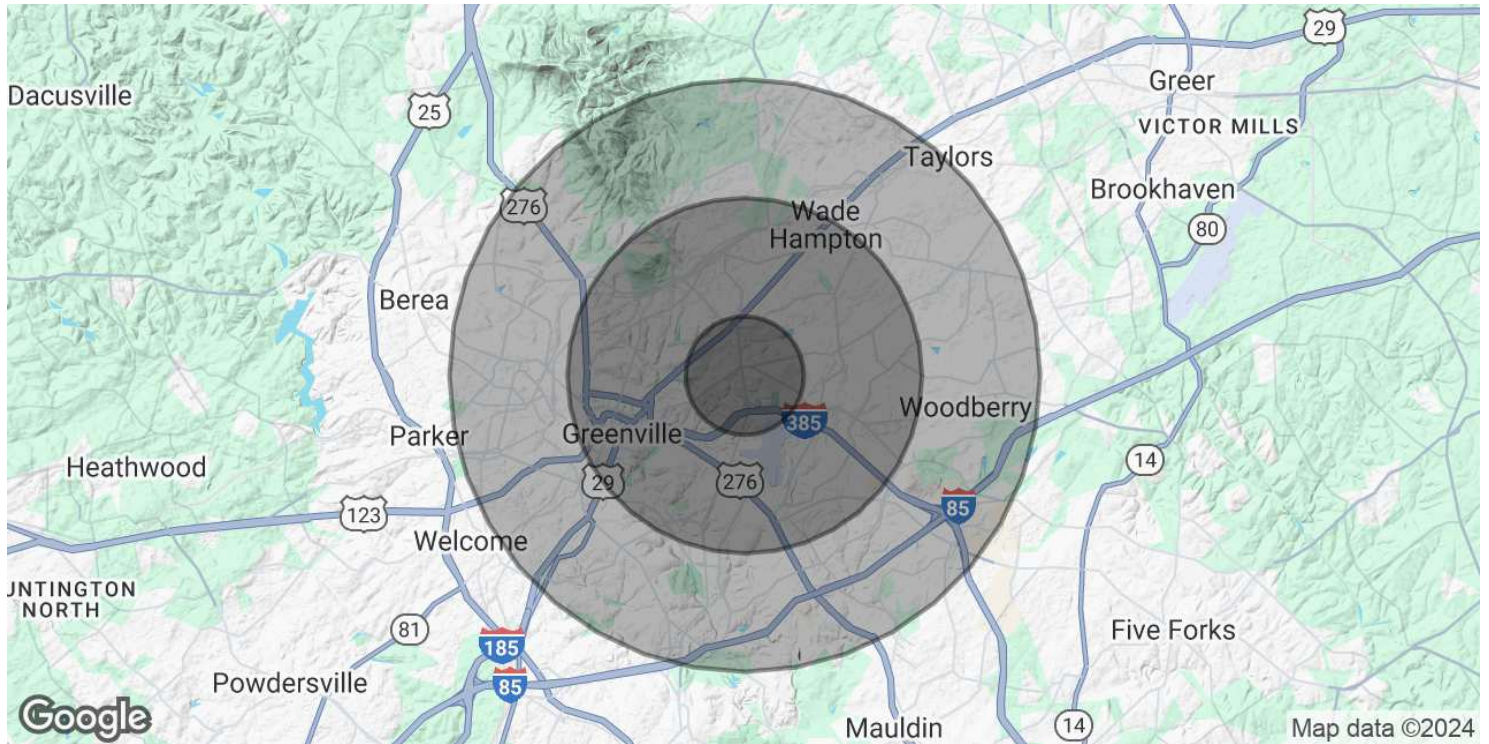 29
Dacusville
Greer
25
VICTOR MILLS
Taylors
Brookhaven
276
Wade
Hampton
80
Berea
Woodberry
385
Parker
Greenville
Heathwood
14
29
276
85
123
Welcome
UNTINGTON
NORTH
81
Five Forks
185
85
Powdersville
Google
Mauldin
14
Map data ©2024